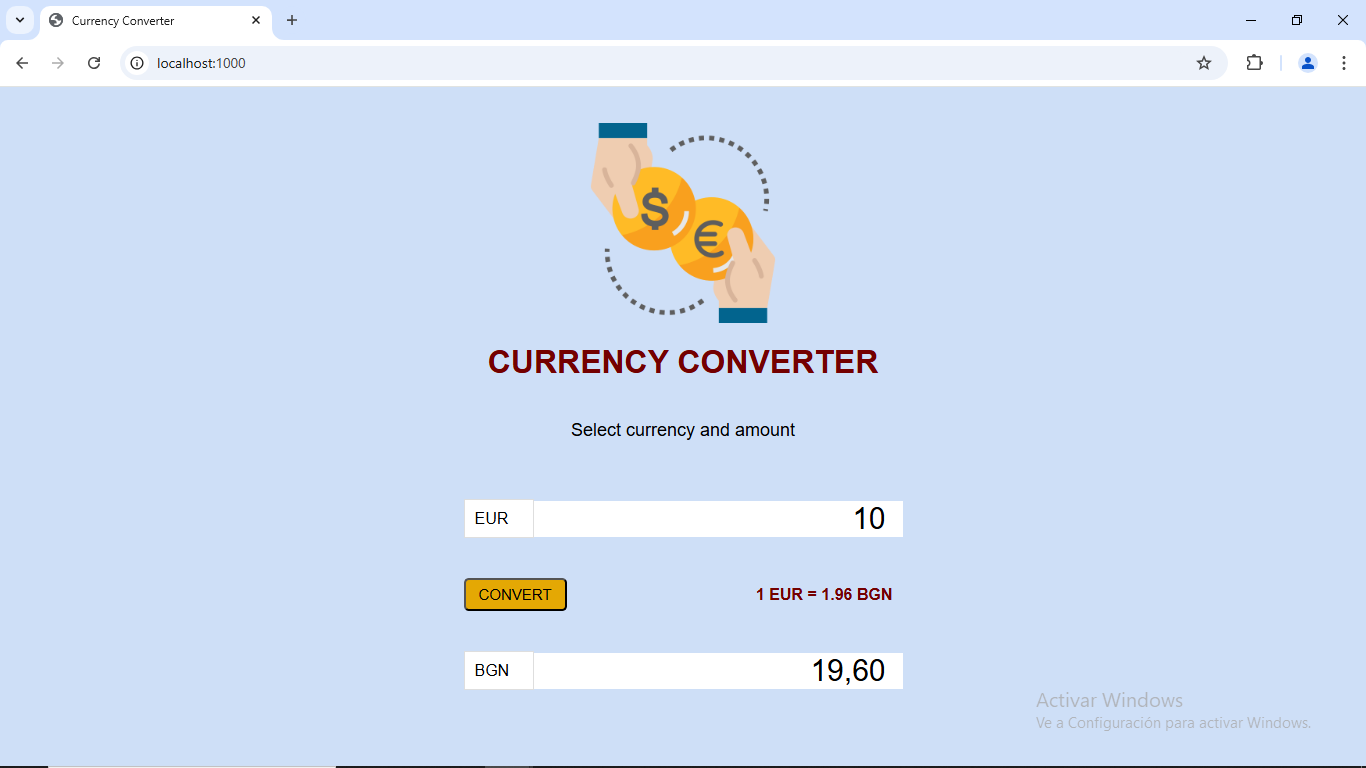 Currency Converter
localhost:1000
$
€
CURRENCY CONVERTER
Select currency and amount
EUR 10
CONVERT 1 EUR = 1.96 BGN
BGN 19,60
Activar Windows
Ve a Configuración para activar Windows.